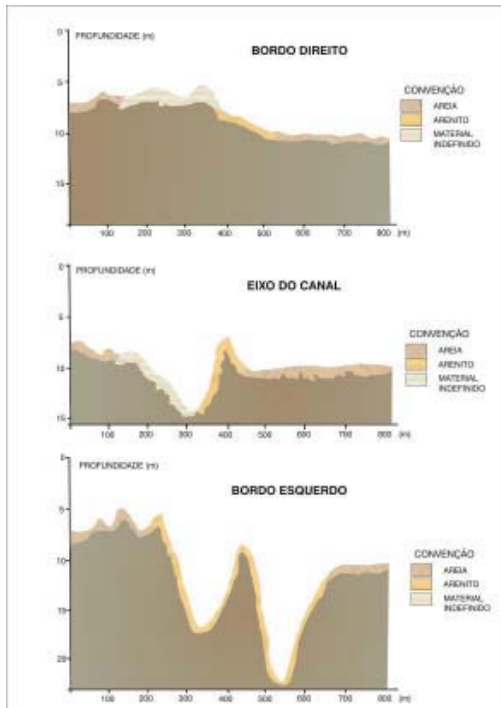 0 PROFUNDIDADE (m)
BORDO DIREITO
CONVENÇÃO
AREIA
ARENITO
MATERIAL
INDEFINIDO
5
10
15
100 200 300 400 500 600 700 800 (m)
0 PROFUNDIDADE (m)
EIXO DO CANAL
CONVENÇÃO
AREIA
ARENITO
MATERIAL
INDEFINIDO
5
10
15
100 200 300 400 500 600 700 800 (m)
0 PROFUNDIDADE (m)
BORDO ESQUERDO
CONVENÇÃO
AREIA
ARENITO
MATERIAL
INDEFINIDO
5
10
15
20
100 200 300 400 500 600 700 800 (m)